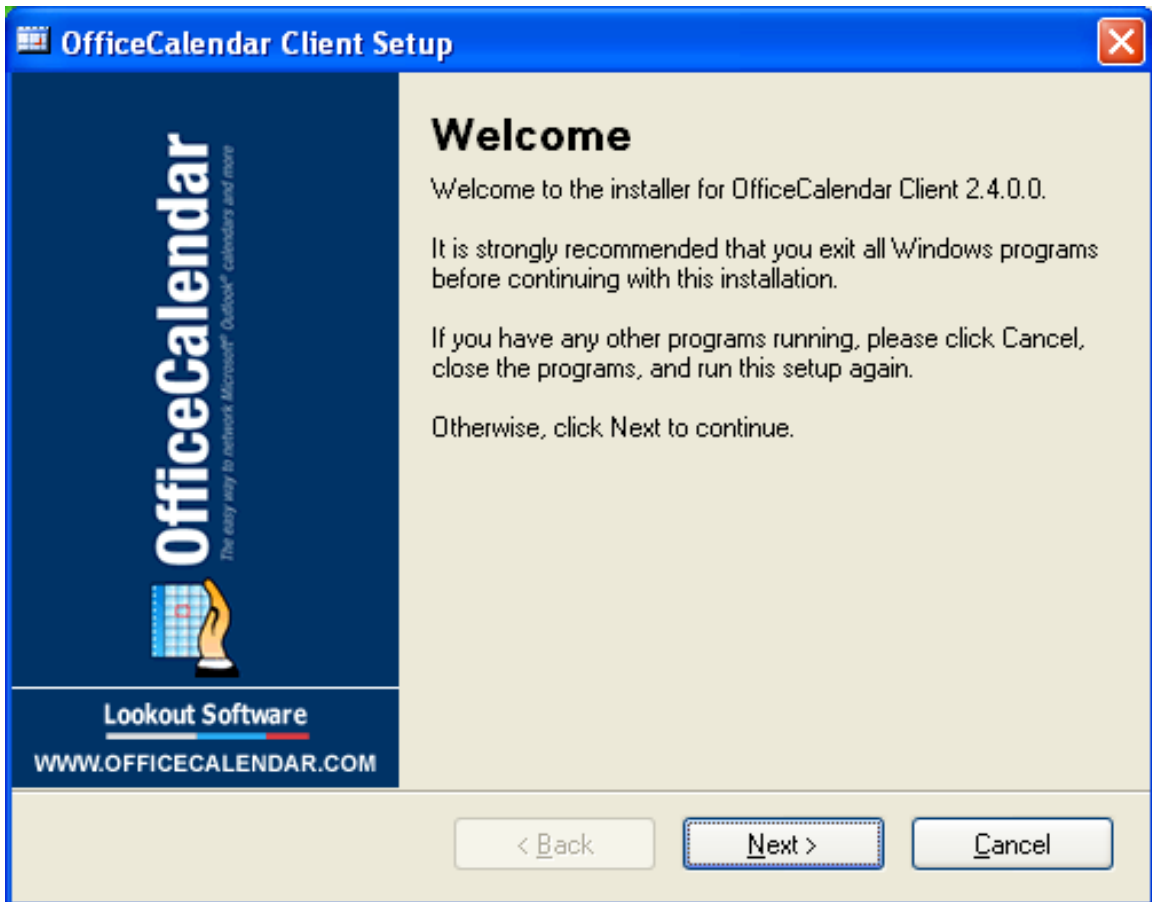 OfficeCalendar Client Setup
OfficeCalendar
The easy way to network Microsoft® Outlook® calendars and more
Lookout Software
WWW.OFFICECALENDAR.COM
Welcome
Welcome to the installer for OfficeCalendar Client 2.4.0.0.
It is strongly recommended that you exit all Windows programs
before continuing with this installation.
If you have any other programs running, please click Cancel,
close the programs, and run this setup again.
Otherwise, click Next to continue.
< Back
Next >
Cancel